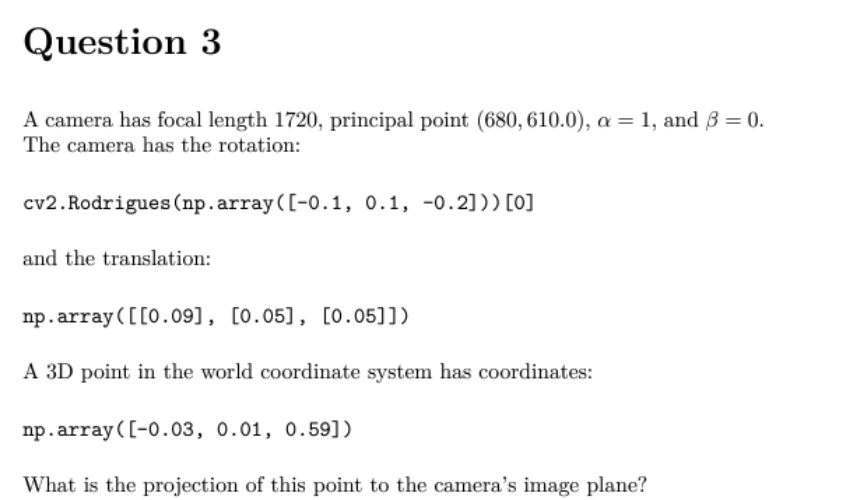 Question 3
A camera has focal length 1720, principal point (680, 610.0), α = 1, and β = 0.
The camera has the rotation:
cv2.Rodrigues(np.array([-0.1, 0.1, -0.2]))[0]
and the translation:
np.array([[0.09], [0.05], [0.05]])
A 3D point in the world coordinate system has coordinates:
np.array([-0.03, 0.01, 0.59])
What is the projection of this point to the camera's image plane?